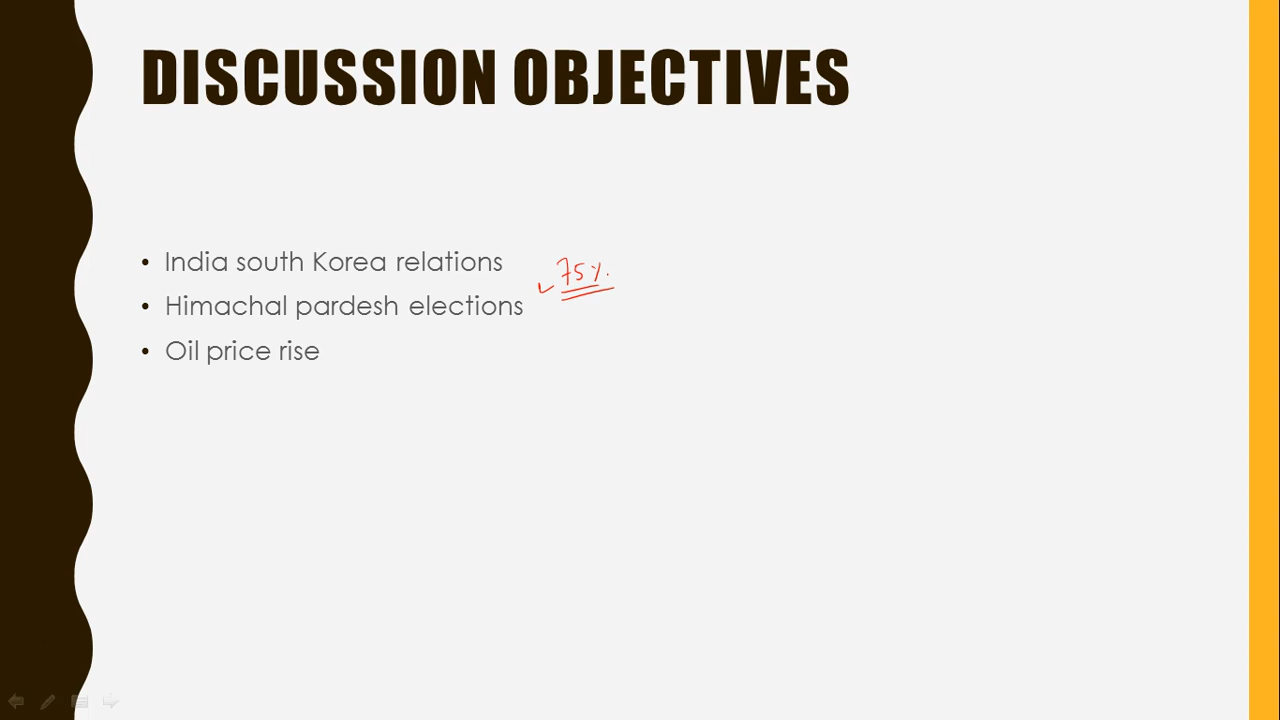 DISCUSSION OBJECTIVES
• India south Korea relations
75%
• Himachal pardesh elections
• Oil price rise